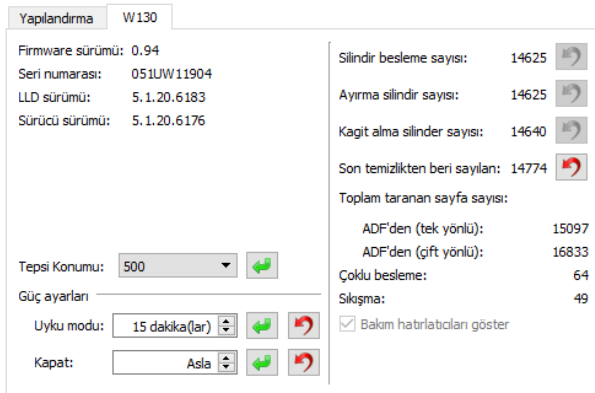 Yapılandırma W130
Firmware sürümü: 0.94
Seri numarası: 051UW11904
LLD sürümü: 5.1.20.6183
Sürücü sürümü: 5.1.20.6176
Tepsi Konumu: 500
Güç ayarları
Uyku modu: 15 dakika(lar)
Kapat: Asla
Silindir besleme sayısı: 14625
Ayırma silindir sayısı: 14625
Kagit alma silinder sayısı: 14640
Son temizlikten beri sayılan: 14774
Toplam taranan sayfa sayısı:
ADF'den (tek yönlü): 15097
ADF'den (çift yönlü): 16833
Çoklu besleme: 64
Sıkışma: 49
Bakım hatırlatıcıları göster